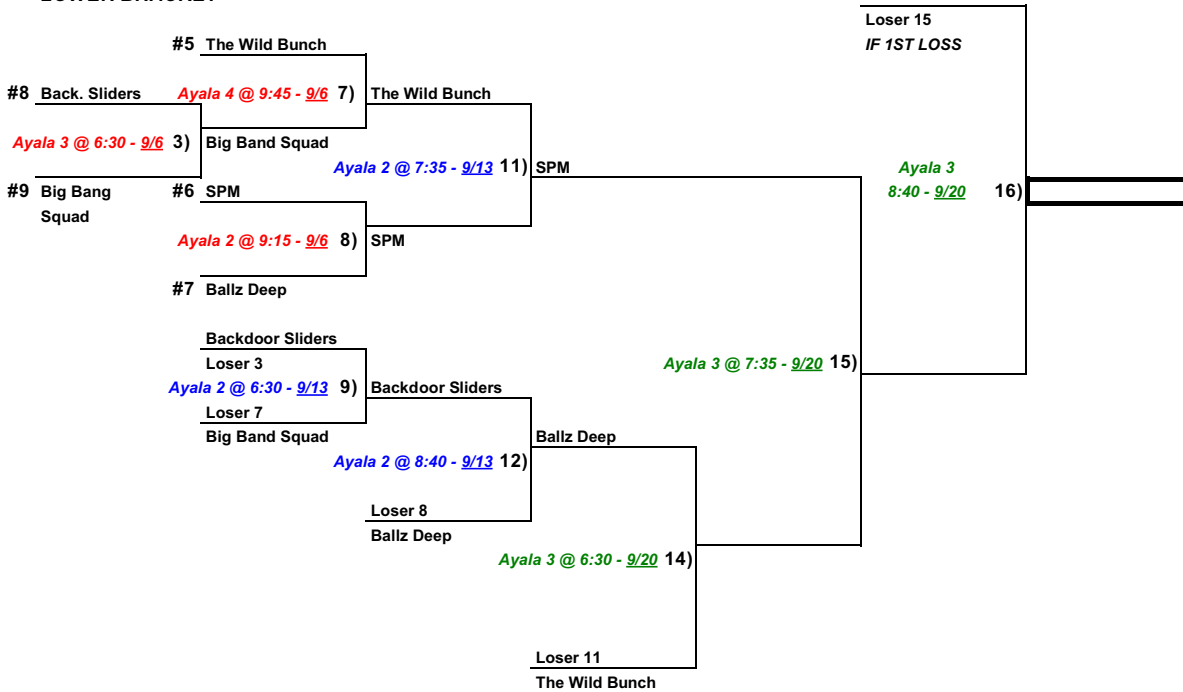 Loser 15
IF 1ST LOSS
#5 The Wild Bunch
#8 Back. Sliders
Ayala 4 @ 9:45 - 9/6 7)
The Wild Bunch
Ayala 3 @ 6:30 - 9/6 3)
Big Band Squad
Ayala 2 @ 7:35 - 9/13 11)
SPM
Ayala 3
8:40 - 9/20 16)
#9 Big Bang
Squad
#6 SPM
Ayala 2 @ 9:15 - 9/6 8)
SPM
#7 Ballz Deep
Backdoor Sliders
Loser 3
Ayala 2 @ 6:30 - 9/13 9)
Backdoor Sliders
Ayala 3 @ 7:35 - 9/20 15)
Loser 7
Big Band Squad
Ballz Deep
Ayala 2 @ 8:40 - 9/13 12)
Loser 8
Ballz Deep
Ayala 3 @ 6:30 - 9/20 14)
Loser 11
The Wild Bunch